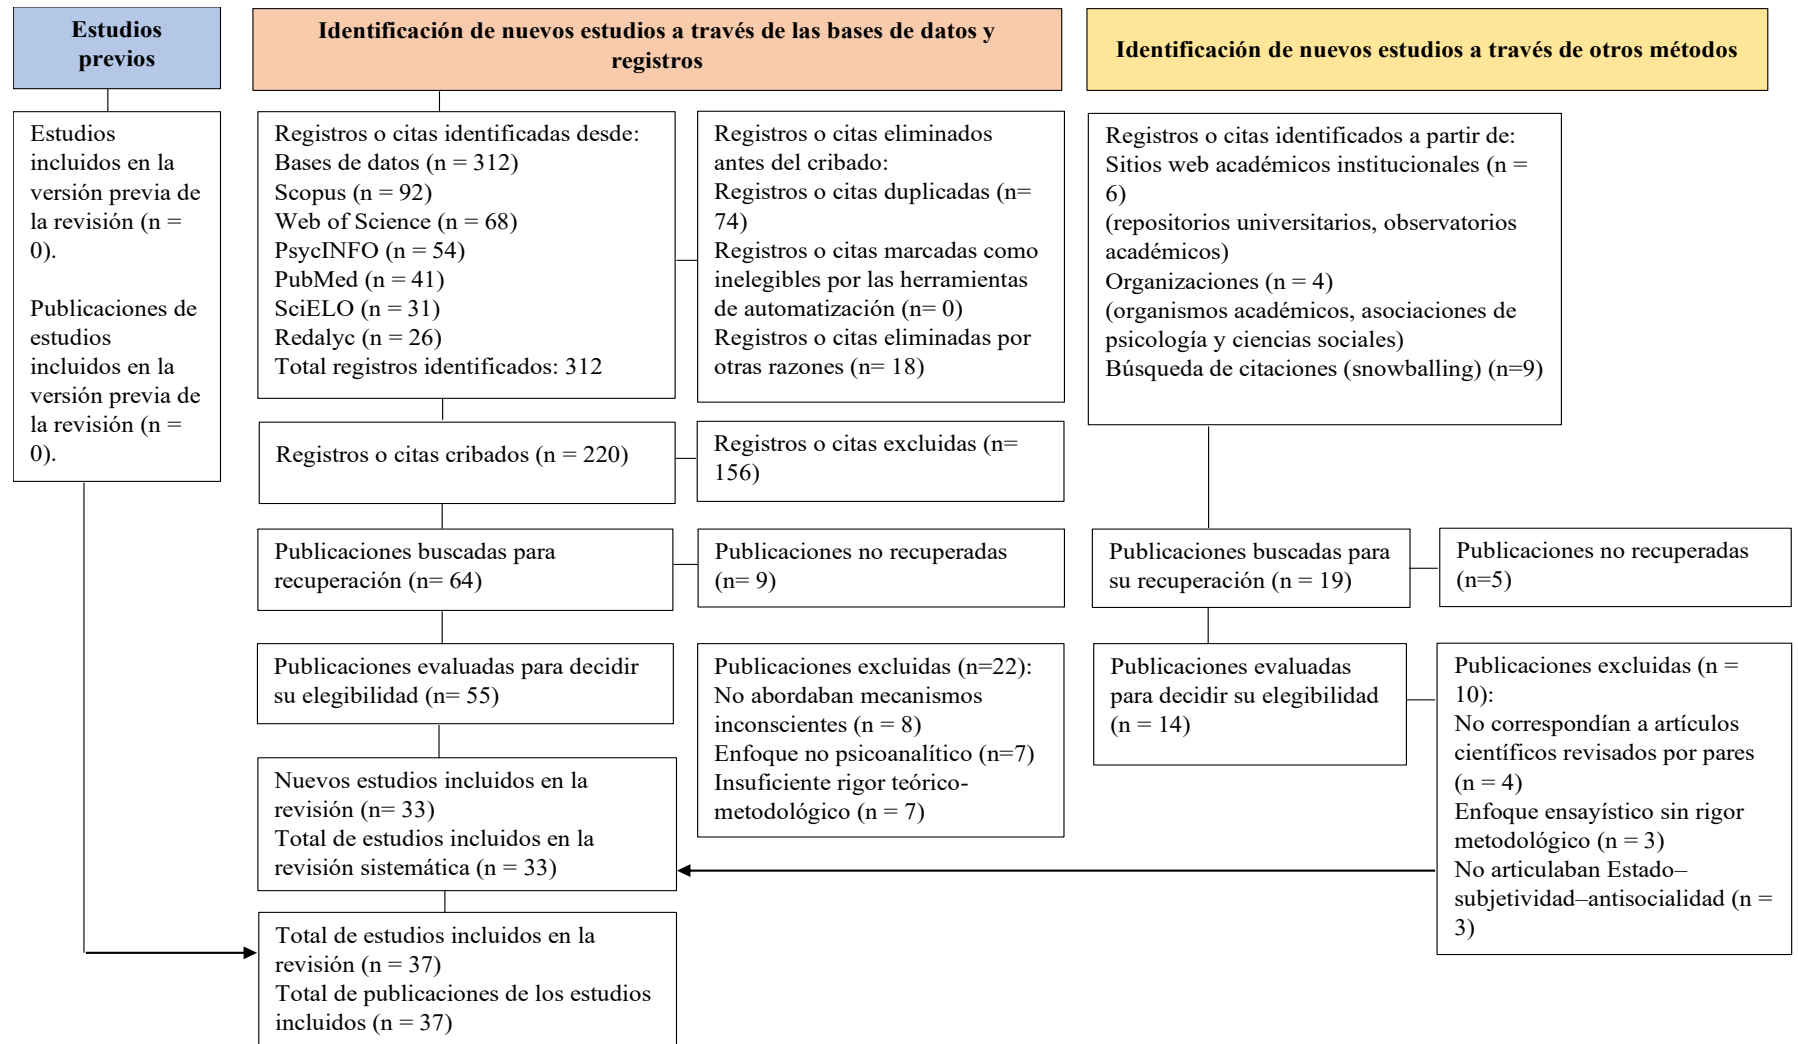 Estudios
previos
Identificación de nuevos estudios a través de las bases de datos y
registros
Identificación de nuevos estudios a través de otros métodos
Estudios
incluidos en la
versión previa de
la revisión (n =
0).
Publicaciones de
estudios
incluidos en la
versión previa de
la revisión (n =
0).
Registros o citas identificadas desde:
Bases de datos (n = 312)
Scopus (n = 92)
Web of Science (n = 68)
PsycINFO (n = 54)
PubMed (n = 41)
SciELO (n = 31)
Redalyc (n = 26)
Total registros identificados: 312
Registros o citas eliminados
antes del cribado:
Registros o citas duplicadas (n=
74)
Registros o citas marcadas como
inelegibles por las herramientas
de automatización (n= 0)
Registros o citas eliminadas por
otras razones (n= 18)
Registros o citas identificados a partir de:
Sitios web académicos institucionales (n =
6)
(repositorios universitarios, observatorios
académicos)
Organizaciones (n = 4)
(organismos académicos, asociaciones de
psicología y ciencias sociales)
Búsqueda de citaciones (snowballing) (n=9)
Registros o citas cribados (n = 220)
Registros o citas excluidas (n=
156)
Publicaciones buscadas para
recuperación (n= 64)
Publicaciones no recuperadas
(n= 9)
Publicaciones buscadas para
su recuperación (n = 19)
Publicaciones no recuperadas
(n=5)
Publicaciones evaluadas para decidir
su elegibilidad (n= 55)
Publicaciones excluidas (n=22):
No abordaban mecanismos
inconscientes (n = 8)
Enfoque no psicoanalítico (n=7)
Insuficiente rigor teórico-
metodológico (n = 7)
Publicaciones evaluadas
para decidir su elegibilidad
(n = 14)
Publicaciones excluidas (n =
10):
No correspondían a artículos
científicos revisados por pares
(n = 4)
Enfoque ensayístico sin rigor
metodológico (n = 3)
No articulaban Estado–
subjetividad–antisocialidad (n =
3)
Nuevos estudios incluidos en la
revisión (n= 33)
Total de estudios incluidos en la
revisión sistemática (n = 33)
Total de estudios incluidos en la
revisión (n = 37)
Total de publicaciones de los estudios
incluidos (n = 37)